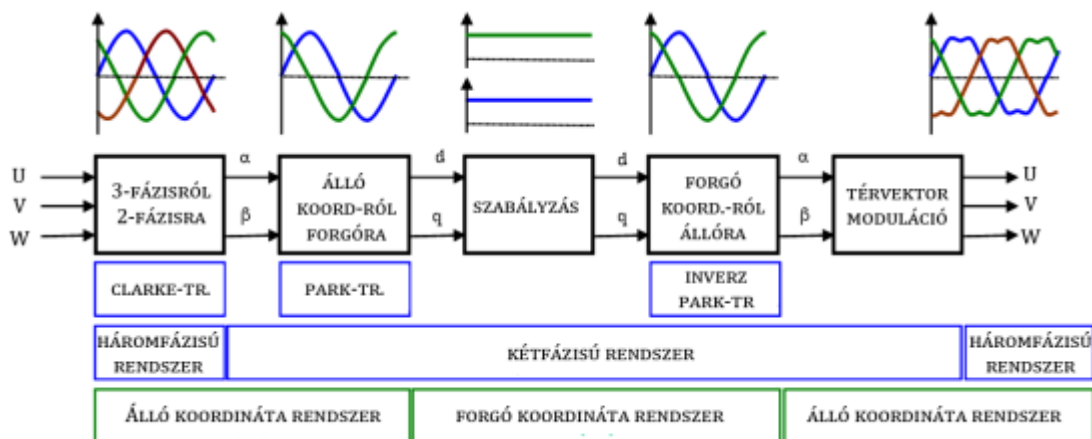 U
V
W
3-FÁZISRÓL
2-FÁZISRA
α
β
ÁLLÓ
KOORD-RÓL
FORGÓRA
d
q
SZABÁLYZÁS
d
q
FORGÓ
KOORD.-RÓL
ÁLLÓRA
α
β
TÉRVEKTOR
MODULÁCIÓ
U
V
W
CLARKE-TR.
PARK-TR.
INVERZ
PARK-TR
HÁROMFÁZISÚ
RENDSZER
KÉTFÁZISÚ RENDSZER
HÁROMFÁZISÚ
RENDSZER
ÁLLÓ KOORDINÁTA RENDSZER
FORGÓ KOORDINÁTA RENDSZER
ÁLLÓ KOORDINÁTA RENDSZER